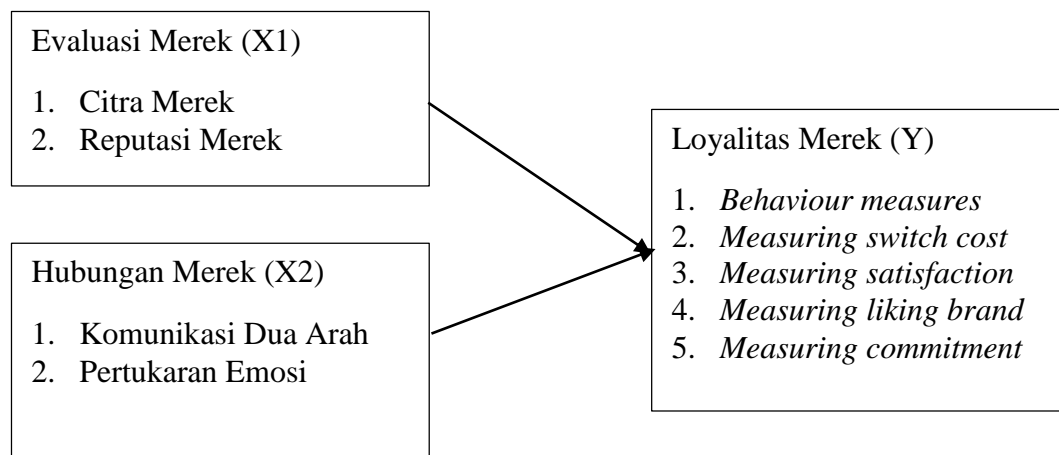 Evaluasi Merek (X1)
1. Citra Merek
2. Reputasi Merek
Hubungan Merek (X2)
1. Komunikasi Dua Arah
2. Pertukaran Emosi
Loyalitas Merek (Y)
1. Behaviour measures
2. Measuring switch cost
3. Measuring satisfaction
4. Measuring liking brand
5. Measuring commitment